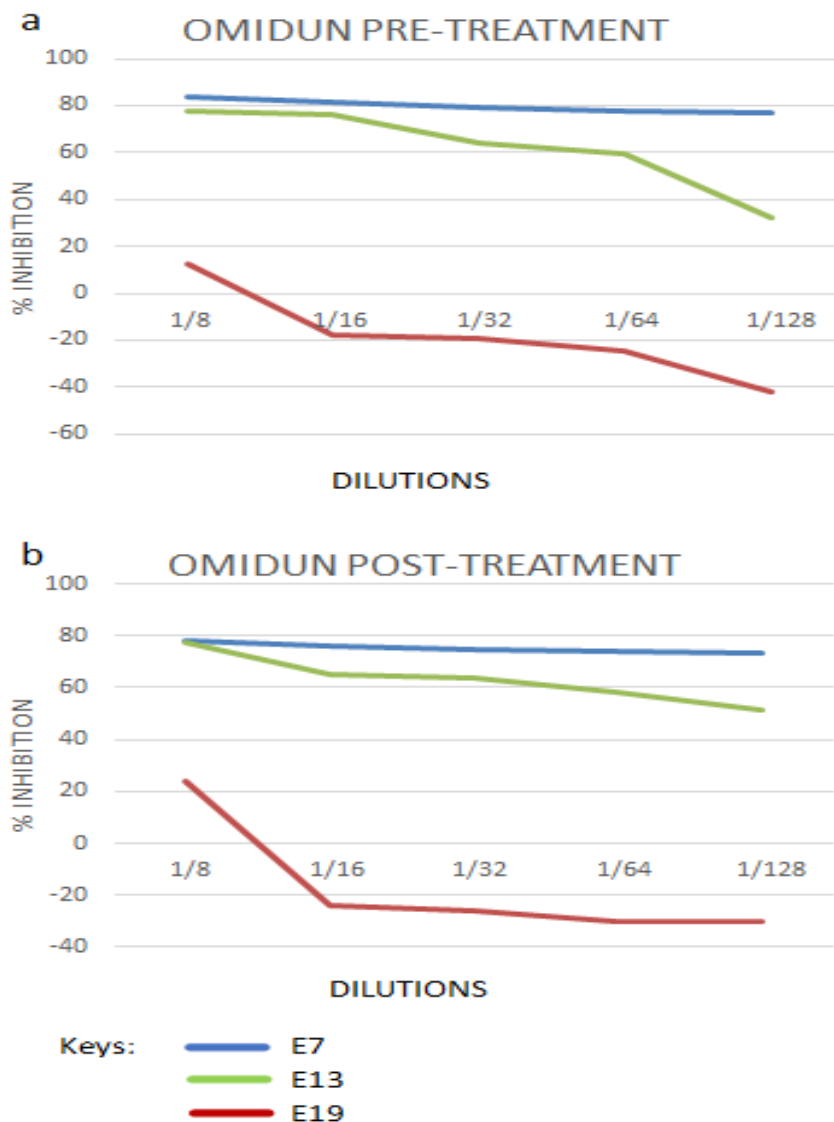 a
OMIDUN PRE-TREATMENT
100
80
60
40
20
0
-20
-40
-60
% INHIBITION
1/8 1/16 1/32 1/64 1/128
DILUTIONS
b
OMIDUN POST-TREATMENT
100
80
60
40
20
0
-20
-40
% INHIBITION
1/8 1/16 1/32 1/64 1/128
DILUTIONS
Keys: E7
E13
E19